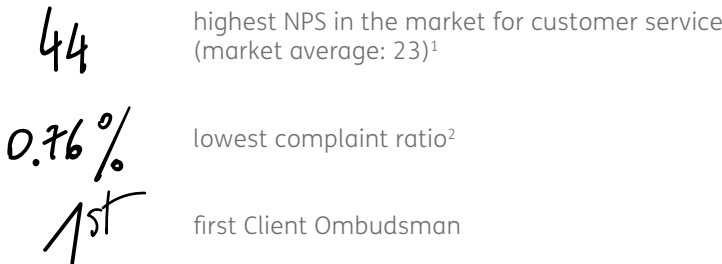 44
highest NPS in the market for customer service
(market average: 23)¹
0.76%
lowest complaint ratio²
1st
first Client Ombudsman